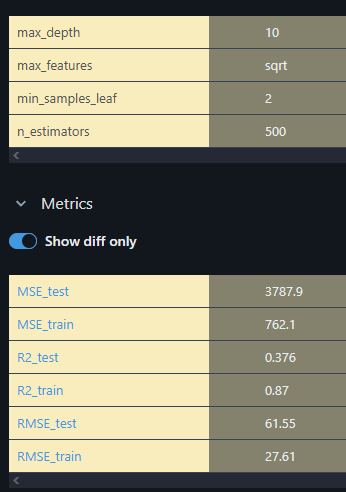 max_depth 10
max_features sqrt
min_samples_leaf 2
n_estimators 500
Metrics
Show diff only
MSE_test 3787.9
MSE_train 762.1
R2_test 0.376
R2_train 0.87
RMSE_test 61.55
RMSE_train 27.61